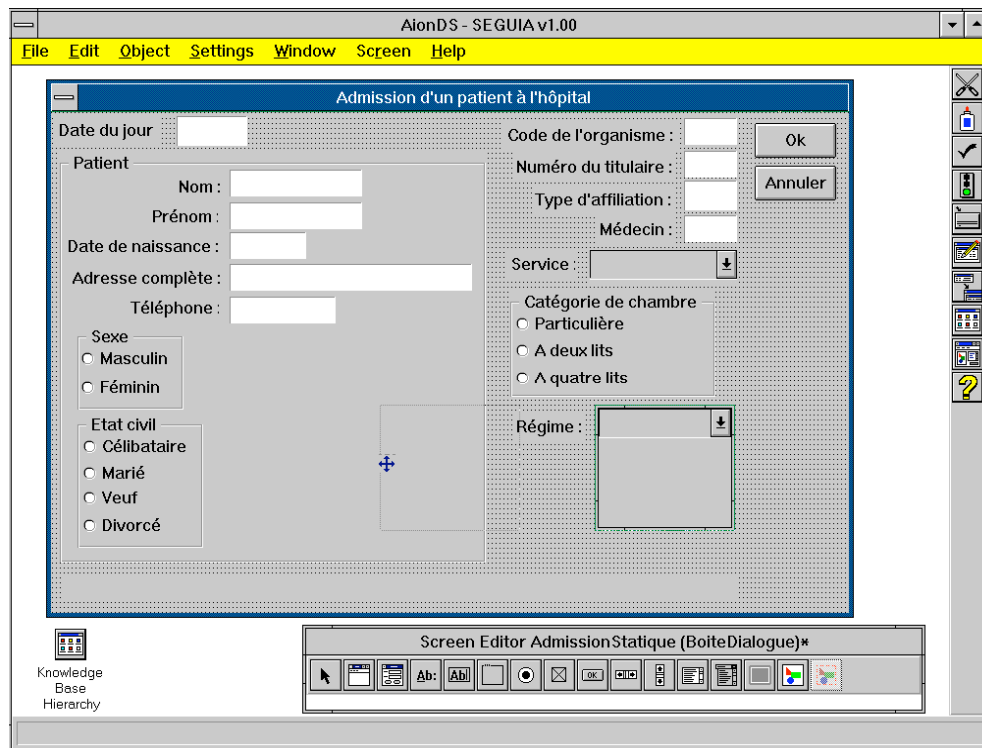 AionDS - SEGUIA v1.00
File Edit Object Settings Window Screen Help
Admission d'un patient à l'hôpital
Date du jour
Patient
Nom :
Prénom :
Date de naissance :
Adresse complète :
Téléphone :
Sexe
Masculin
Féminin
Etat civil
Célibataire
Marié
Veuf
Divorcé
Code de l'organisme :
Numéro du titulaire :
Type d'affiliation :
Médecin :
Service :
Catégorie de chambre
Particulière
A deux lits
A quatre lits
Régime :
Ok
Annuler
Knowledge
Base
Hierarchy
Screen Editor AdmissionStatique (BoiteDialogue)*
Ab: Ab OK